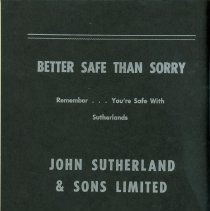 BETTER SAFE THAN SORRY
Remember . . . You're Safe With
Sutherlands
JOHN SUTHERLAND
& SONS LIMITED